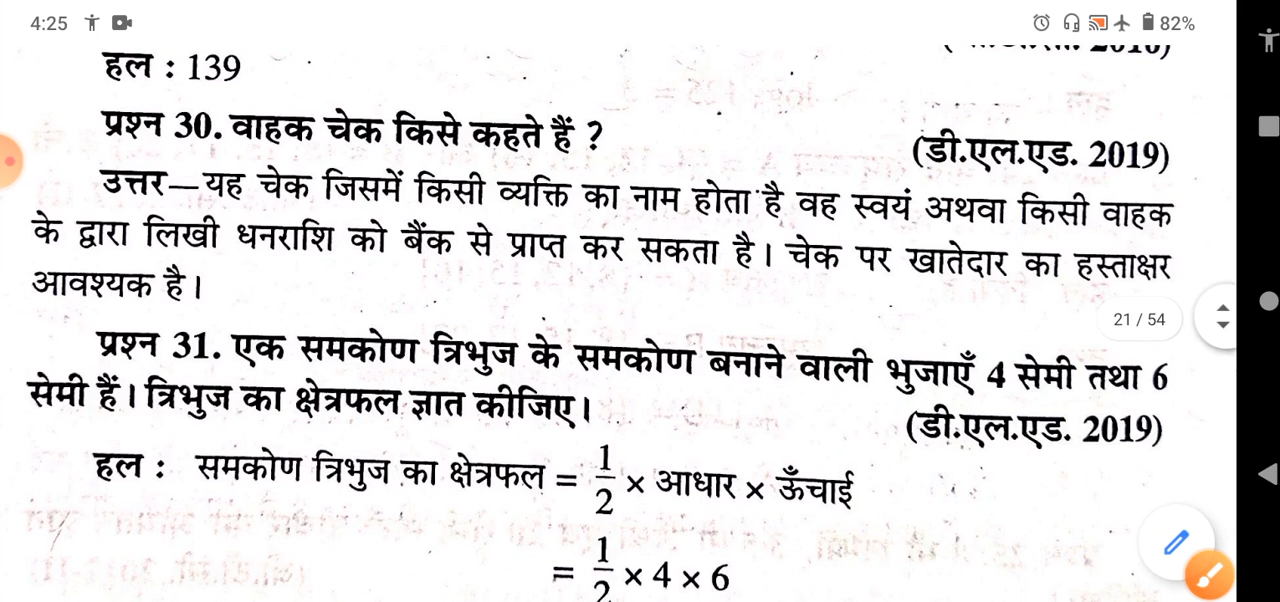 4:25
82%
हल : 139
प्रश्न 30. वाहक चेक किसे कहते हैं ?
(डी.एल.एड. 2019)
उत्तर—यह चेक जिसमें किसी व्यक्ति का नाम होता है वह स्वयं अथवा किसी वाहक
के द्वारा लिखी धनराशि को बैंक से प्राप्त कर सकता है। चेक पर खातेदार का हस्ताक्षर
आवश्यक है।
21 / 54
प्रश्न 31. एक समकोण त्रिभुज के समकोण बनाने वाली भुजाएँ 4 सेमी तथा 6
सेमी हैं। त्रिभुज का क्षेत्रफल ज्ञात कीजिए।
(डी.एल.एड. 2019)
हल : समकोण त्रिभुज का क्षेत्रफल = 1/2 × आधार × ऊँचाई
= 1/2 × 4 × 6